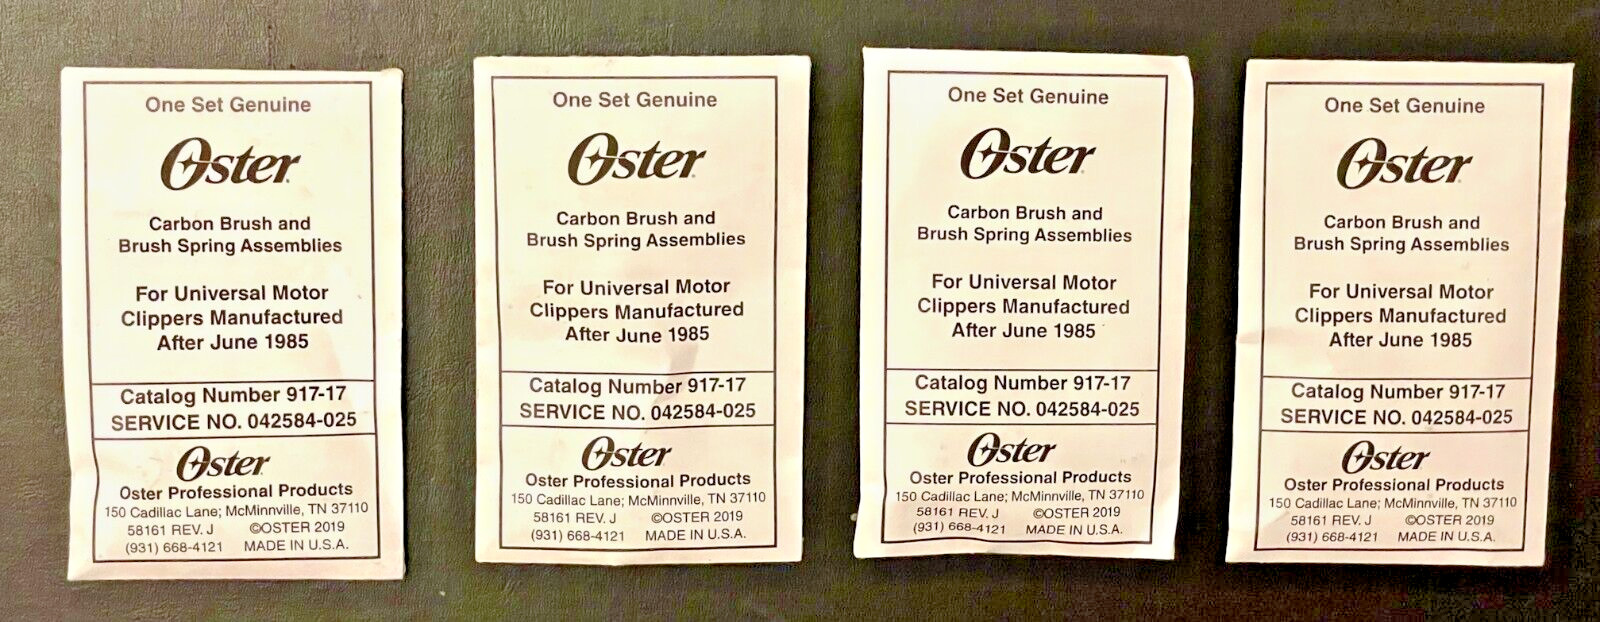 One Set Genuine
Oster
Carbon Brush and
Brush Spring Assemblies
For Universal Motor
Clippers Manufactured
After June 1985
Catalog Number 917-17
SERVICE NO. 042584-025
Oster
Oster Professional Products
150 Cadillac Lane; McMinnville, TN 37110
58161 REV. J ©OSTER 2019
(931) 668-4121 MADE IN U.S.A.
One Set Genuine
Oster
Carbon Brush and
Brush Spring Assemblies
For Universal Motor
Clippers Manufactured
After June 1985
Catalog Number 917-17
SERVICE NO. 042584-025
Oster
Oster Professional Products
150 Cadillac Lane; McMinnville, TN 37110
58161 REV. J ©OSTER 2019
(931) 668-4121 MADE IN U.S.A.
One Set Genuine
Oster
Carbon Brush and
Brush Spring Assemblies
For Universal Motor
Clippers Manufactured
After June 1985
Catalog Number 917-17
SERVICE NO. 042584-025
Oster
Oster Professional Products
150 Cadillac Lane; McMinnville, TN 37110
58161 REV. J ©OSTER 2019
(931) 668-4121 MADE IN U.S.A.
One Set Genuine
Oster
Carbon Brush and
Brush Spring Assemblies
For Universal Motor
Clippers Manufactured
After June 1985
Catalog Number 917-17
SERVICE NO. 042584-025
Oster
Oster Professional Products
150 Cadillac Lane; McMinnville, TN 37110
58161 REV. J ©OSTER 2019
(931) 668-4121 MADE IN U.S.A.